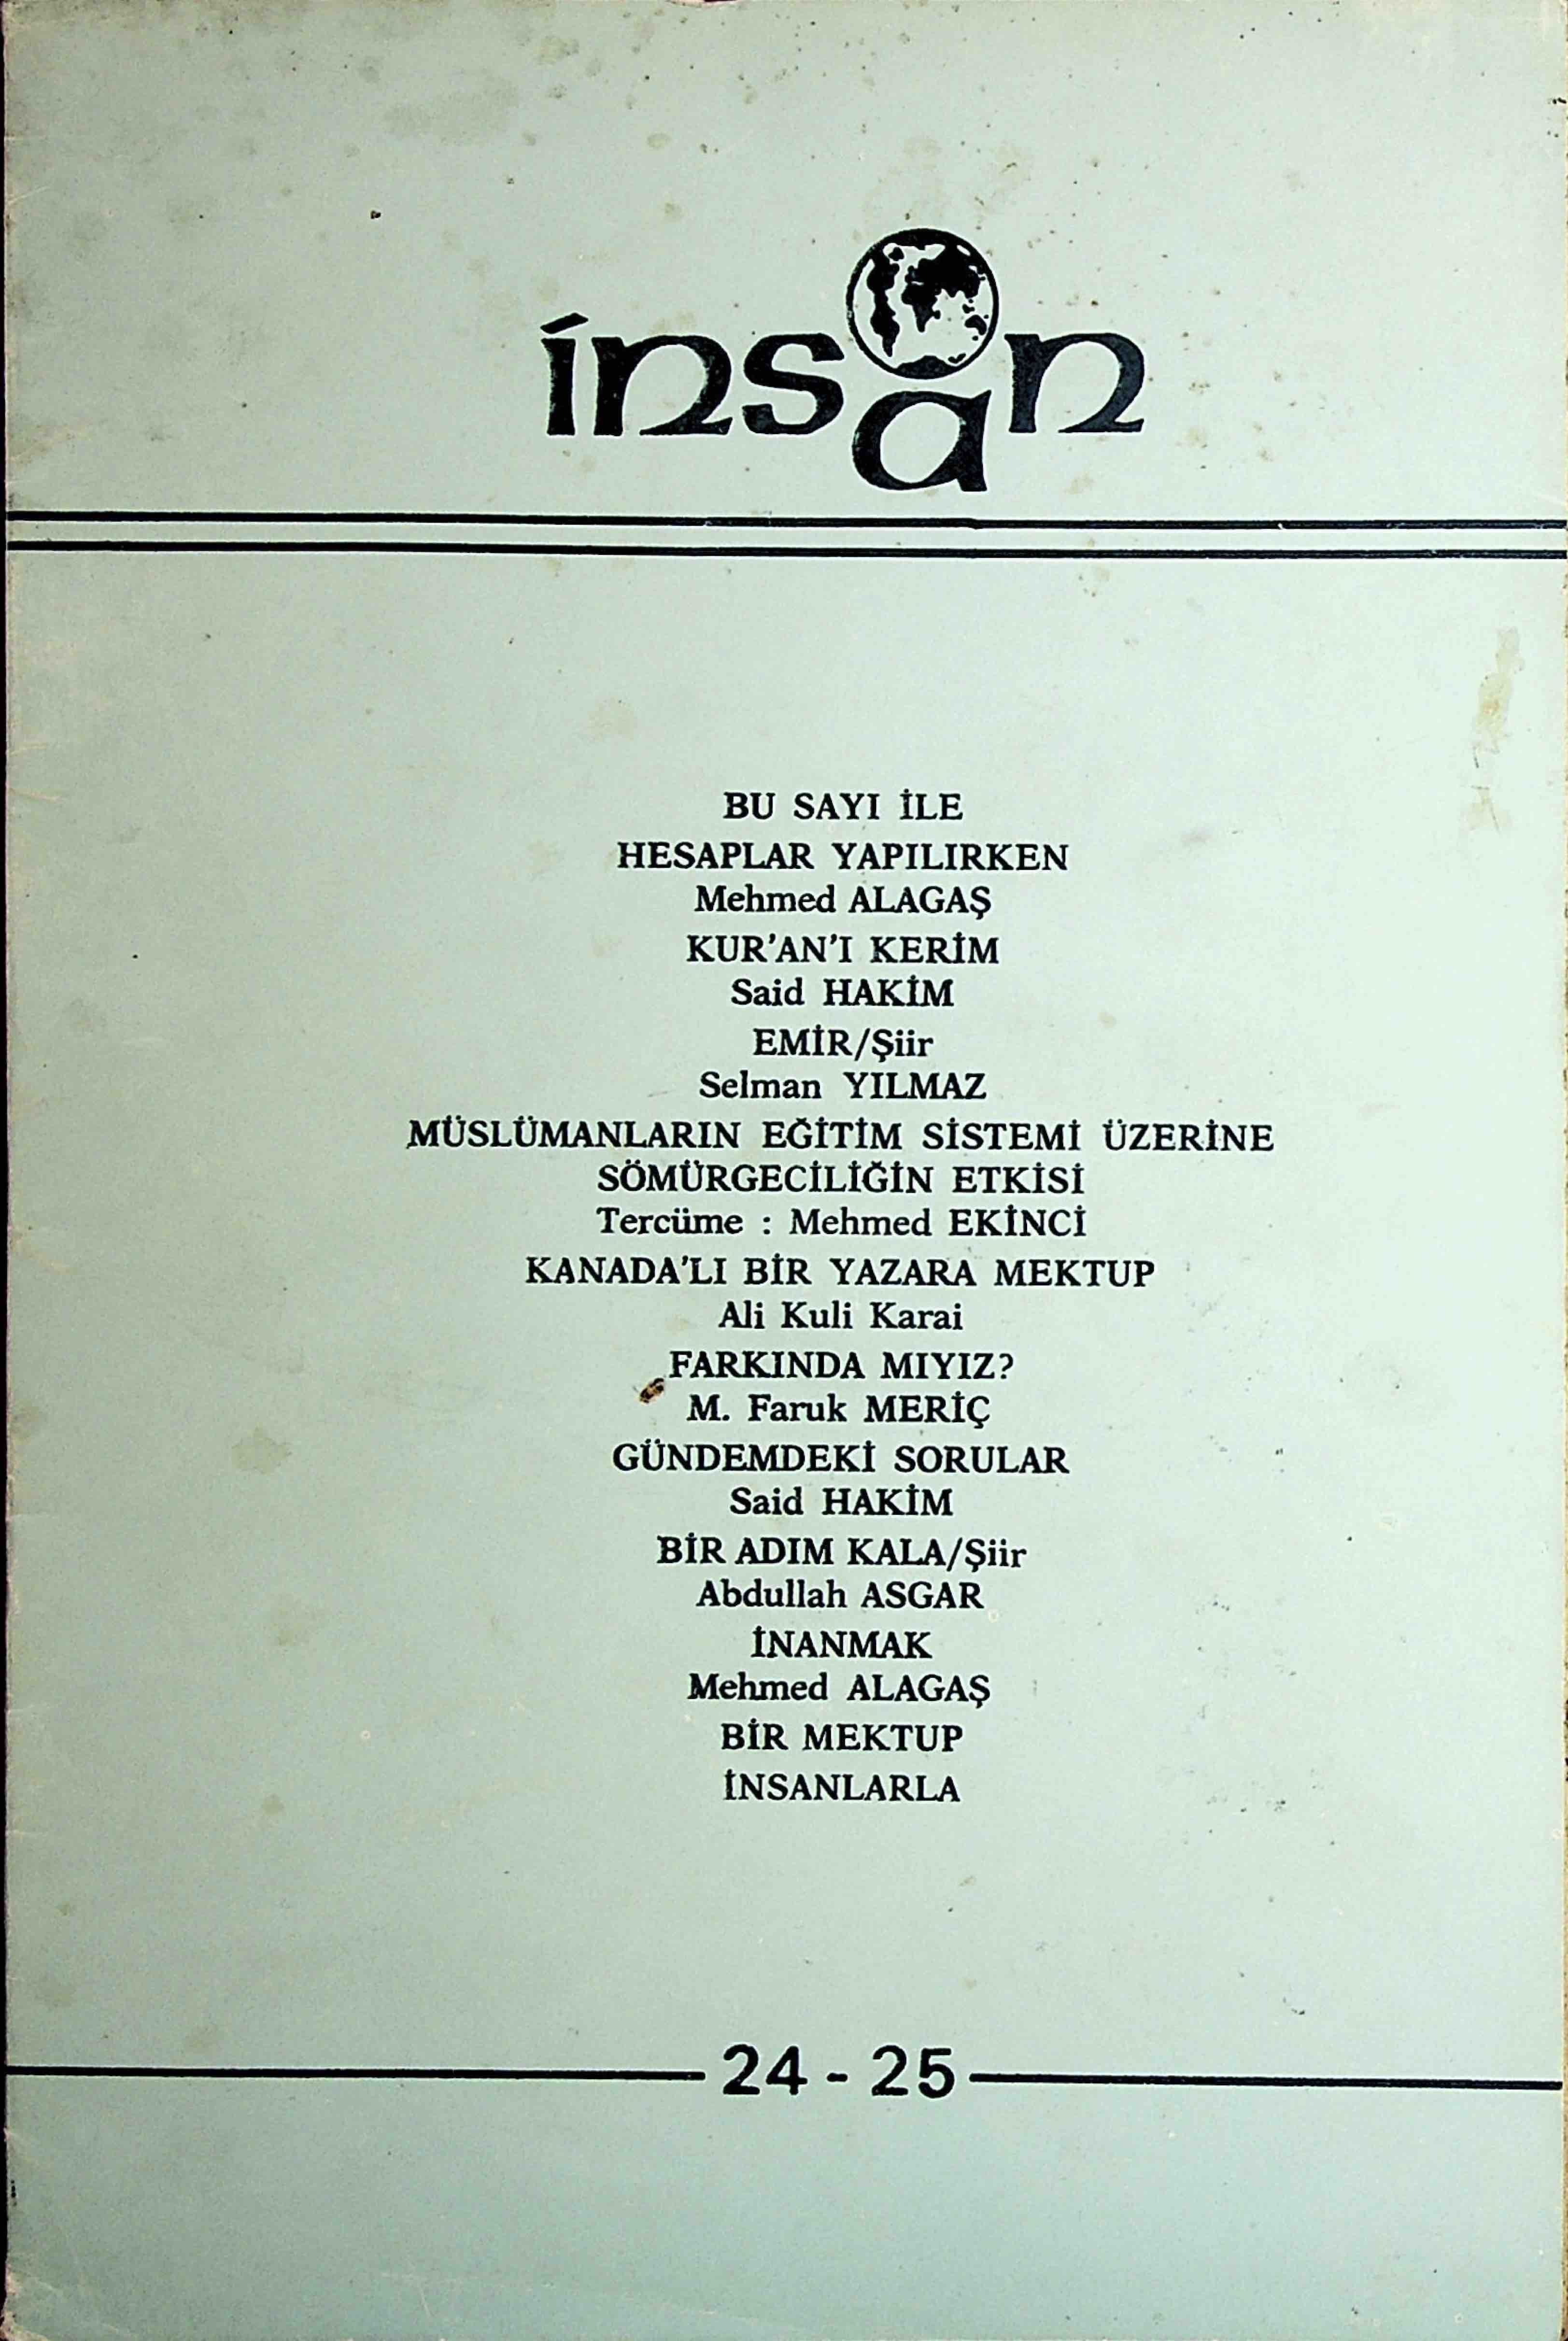 insan
BU SAYI İLE
HESAPLAR YAPILIRKEN
Mehmed ALAGAŞ
KUR'AN'I KERİM
Said HAKİM
EMİR/Şiir
Selman YILMAZ
MÜSLÜMANLARIN EĞİTİM SİSTEMİ ÜZERİNE
SÖMÜRGECİLİĞİN ETKİSİ
Tercüme : Mehmed EKİNCİ
KANADA'LI BİR YAZARA MEKTUP
Ali Kuli Karai
FARKINDA MIYIZ?
M. Faruk MERİÇ
GÜNDEMDEKİ SORULAR
Said HAKİM
BİR ADIM KALA/Şiir
Abdullah ASGAR
İNANMAK
Mehmed ALAGAŞ
BİR MEKTUP
İNSANLARLA
24 - 25